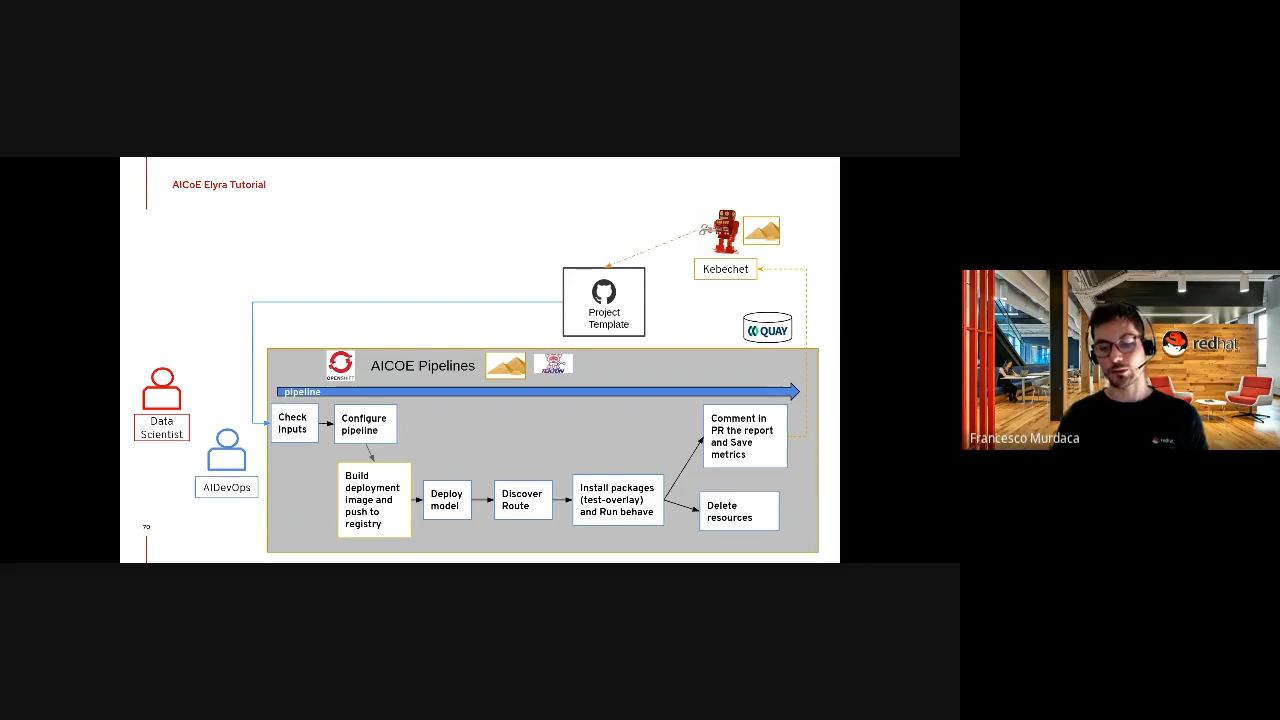 AICoE Elyra Tutorial
Kebechet
Project
Template
QUAY
OPENSHIFT
AICOE Pipelines
TEKTON
pipeline
Data
Scientist
AIDevOps
Check
Inputs
Configure
pipeline
Build
deployment
image and
push to
registry
Deploy
model
Discover
Route
Install packages
(test-overlay)
and Run behave
Comment in
PR the report
and Save
metrics
Delete
resources
70
redhat
Francesco Murdaca